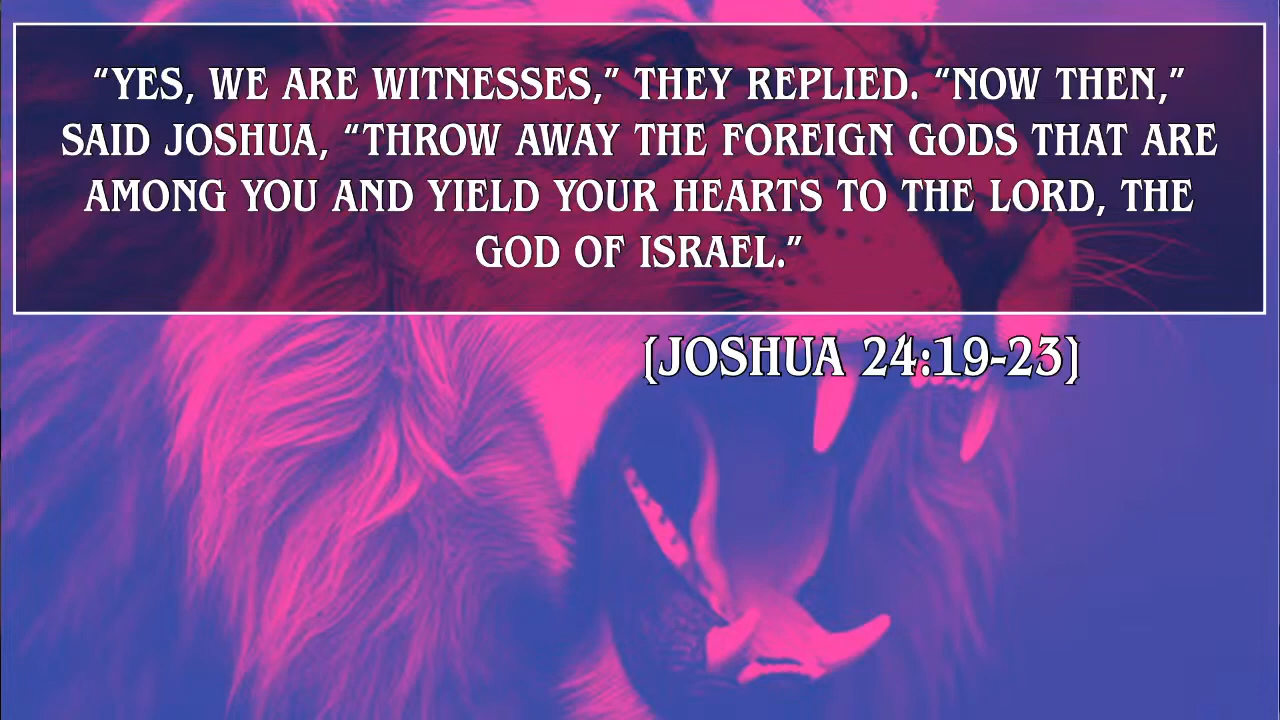 “YES, WE ARE WITNESSES,” THEY REPLIED. “NOW THEN,”
SAID JOSHUA, “THROW AWAY THE FOREIGN GODS THAT ARE
AMONG YOU AND YIELD YOUR HEARTS TO THE LORD, THE
GOD OF ISRAEL.”
[JOSHUA 24:19-23]